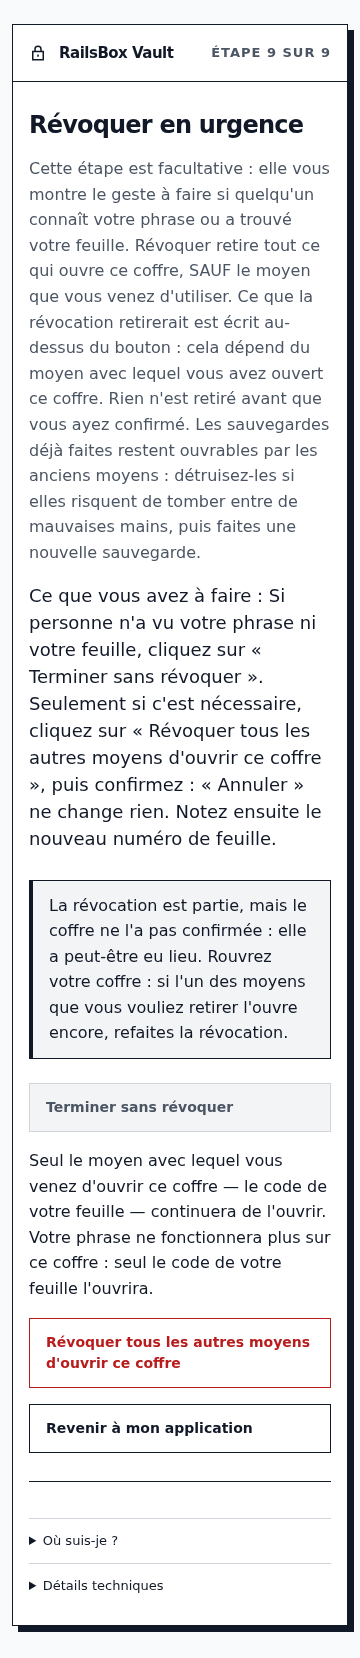 RailsBox Vault
ÉTAPE 9 SUR 9
Révoquer en urgence
Cette étape est facultative : elle vous
montre le geste à faire si quelqu'un
connaît votre phrase ou a trouvé
votre feuille. Révoquer retire tout ce
qui ouvre ce coffre, SAUF le moyen
que vous venez d'utiliser. Ce que la
révocation retirerait est écrit au-
dessus du bouton : cela dépend du
moyen avec lequel vous avez ouvert
ce coffre. Rien n'est retiré avant que
vous ayez confirmé. Les sauvegardes
déjà faites restent ouvrables par les
anciens moyens : détruisez-les si
elles risquent de tomber entre de
mauvaises mains, puis faites une
nouvelle sauvegarde.
Ce que vous avez à faire : Si
personne n'a vu votre phrase ni
votre feuille, cliquez sur «
Terminer sans révoquer ».
Seulement si c'est nécessaire,
cliquez sur « Révoquer tous les
autres moyens d'ouvrir ce coffre
», puis confirmez : « Annuler »
ne change rien. Notez ensuite le
nouveau numéro de feuille.
La révocation est partie, mais le
coffre ne l'a pas confirmée : elle
a peut-être eu lieu. Rouvrez
votre coffre : si l'un des moyens
que vous vouliez retirer l'ouvre
encore, refaites la révocation.
Terminer sans révoquer
Seul le moyen avec lequel vous
venez d'ouvrir ce coffre — le code de
votre feuille — continuera de l'ouvrir.
Votre phrase ne fonctionnera plus sur
ce coffre : seul le code de votre
feuille l'ouvrira.
Révoquer tous les autres moyens
d'ouvrir ce coffre
Revenir à mon application
Où suis-je ?
Détails techniques